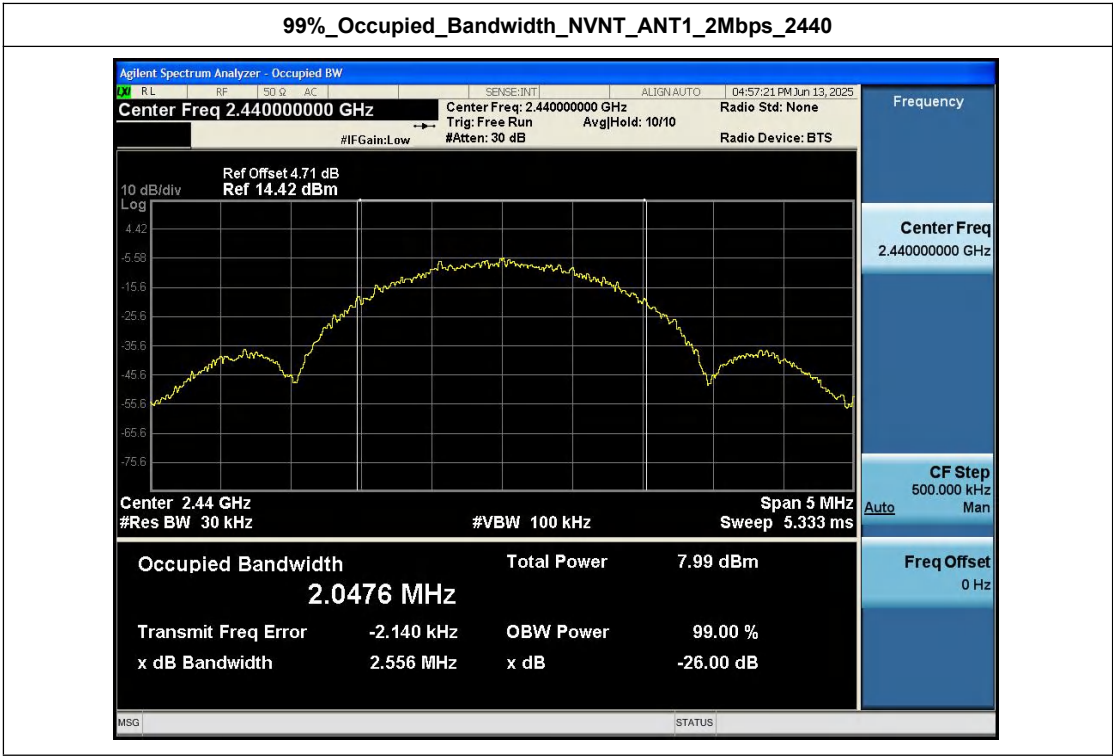 99%_Occupied_Bandwidth_NVNT_ANT1_2Mbps_2440
Agilent Spectrum Analyzer - Occupied BW
LXI RL RF 50 Ω AC SENSE:INT ALIGN AUTO 04:57:21 PM Jun 13, 2025
Center Freq 2.440000000 GHz
Center Freq: 2.440000000 GHz
Radio Std: None
Trig: Free Run Avg|Hold: 10/10
#IFGain:Low
#Atten: 30 dB
Radio Device: BTS
Ref Offset 4.71 dB
10 dB/div Ref 14.42 dBm
Log
4.42
-5.58
-15.6
-25.6
-35.6
-45.6
-55.6
-65.6
-75.6
Center 2.44 GHz Span 5 MHz
#Res BW 30 kHz #VBW 100 kHz Sweep 5.333 ms
Occupied Bandwidth Total Power 7.99 dBm
2.0476 MHz
Transmit Freq Error -2.140 kHz OBW Power 99.00 %
x dB Bandwidth 2.556 MHz x dB -26.00 dB
Frequency
Center Freq
2.440000000 GHz
CF Step
500.000 kHz
Auto Man
Freq Offset
0 Hz
MSG STATUS